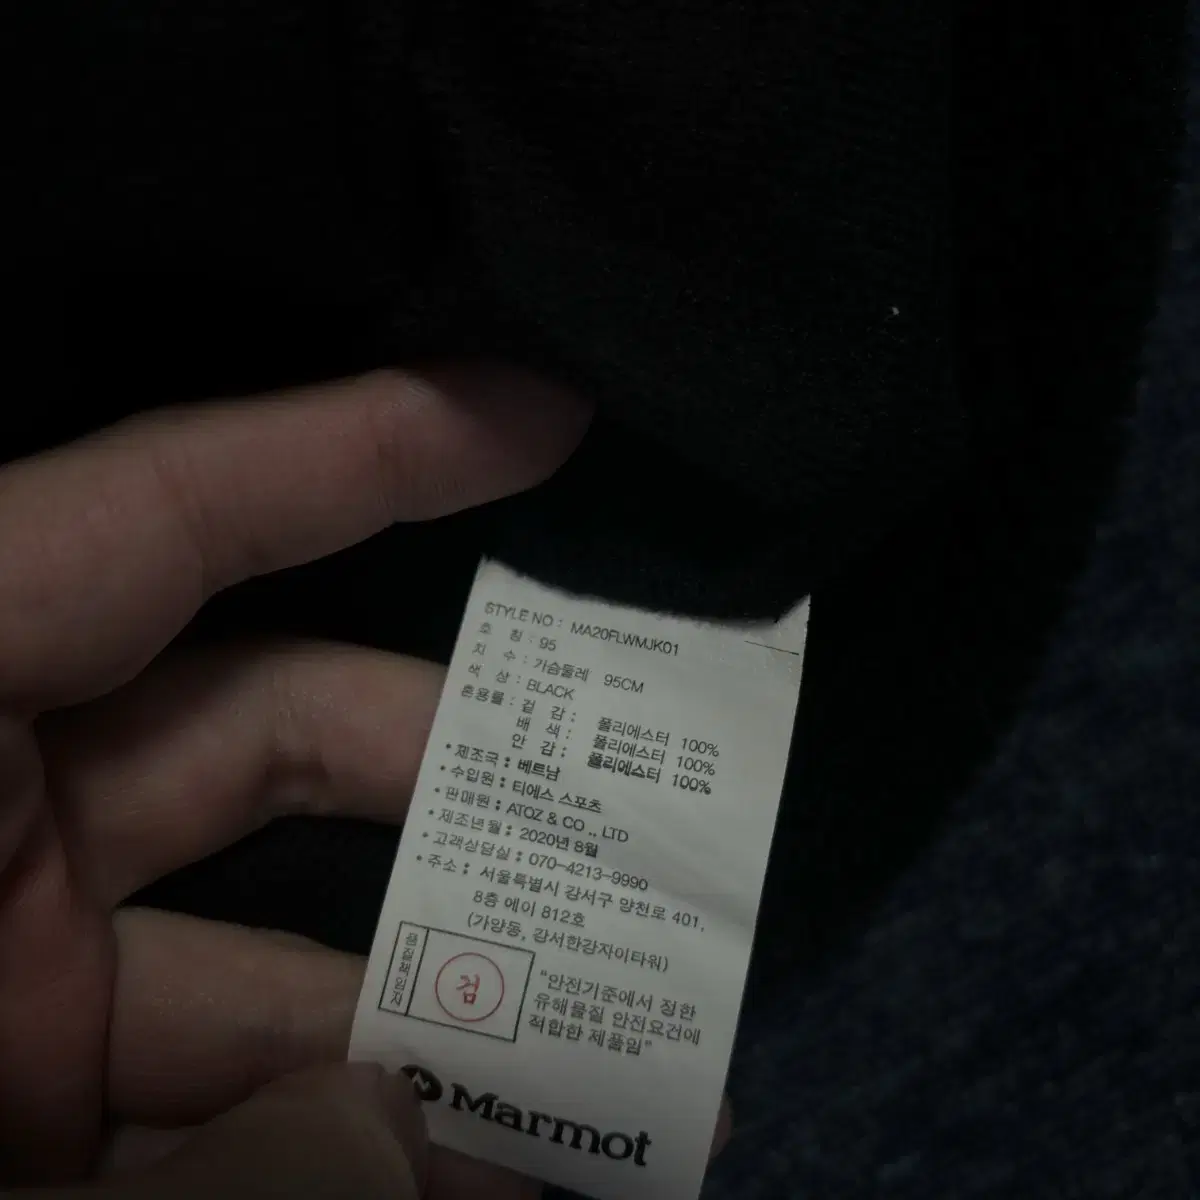 STYLE NO : MA20FLWMJK01
호 칭 : 95
치 수 : 가슴둘레 95CM
색 상 : BLACK
혼용률 : 겉 감 : 폴리에스터 100%
배 색 : 폴리에스터 100%
안 감 : 폴리에스터 100%
• 제조국 : 베트남
• 수입원 : 티에스 스포츠
• 판매원 : ATOZ & CO ., LTD
• 제조년월 : 2020년 8월
• 고객상담실 : 070-4213-9990
• 주소 : 서울특별시 강서구 양천로 401,
8층 에이 812호
(가양동, 강서한강자이타워)
품질책임자
검
"안전기준에서 정한
유해물질 안전요건에
적합한 제품임"
Marmot